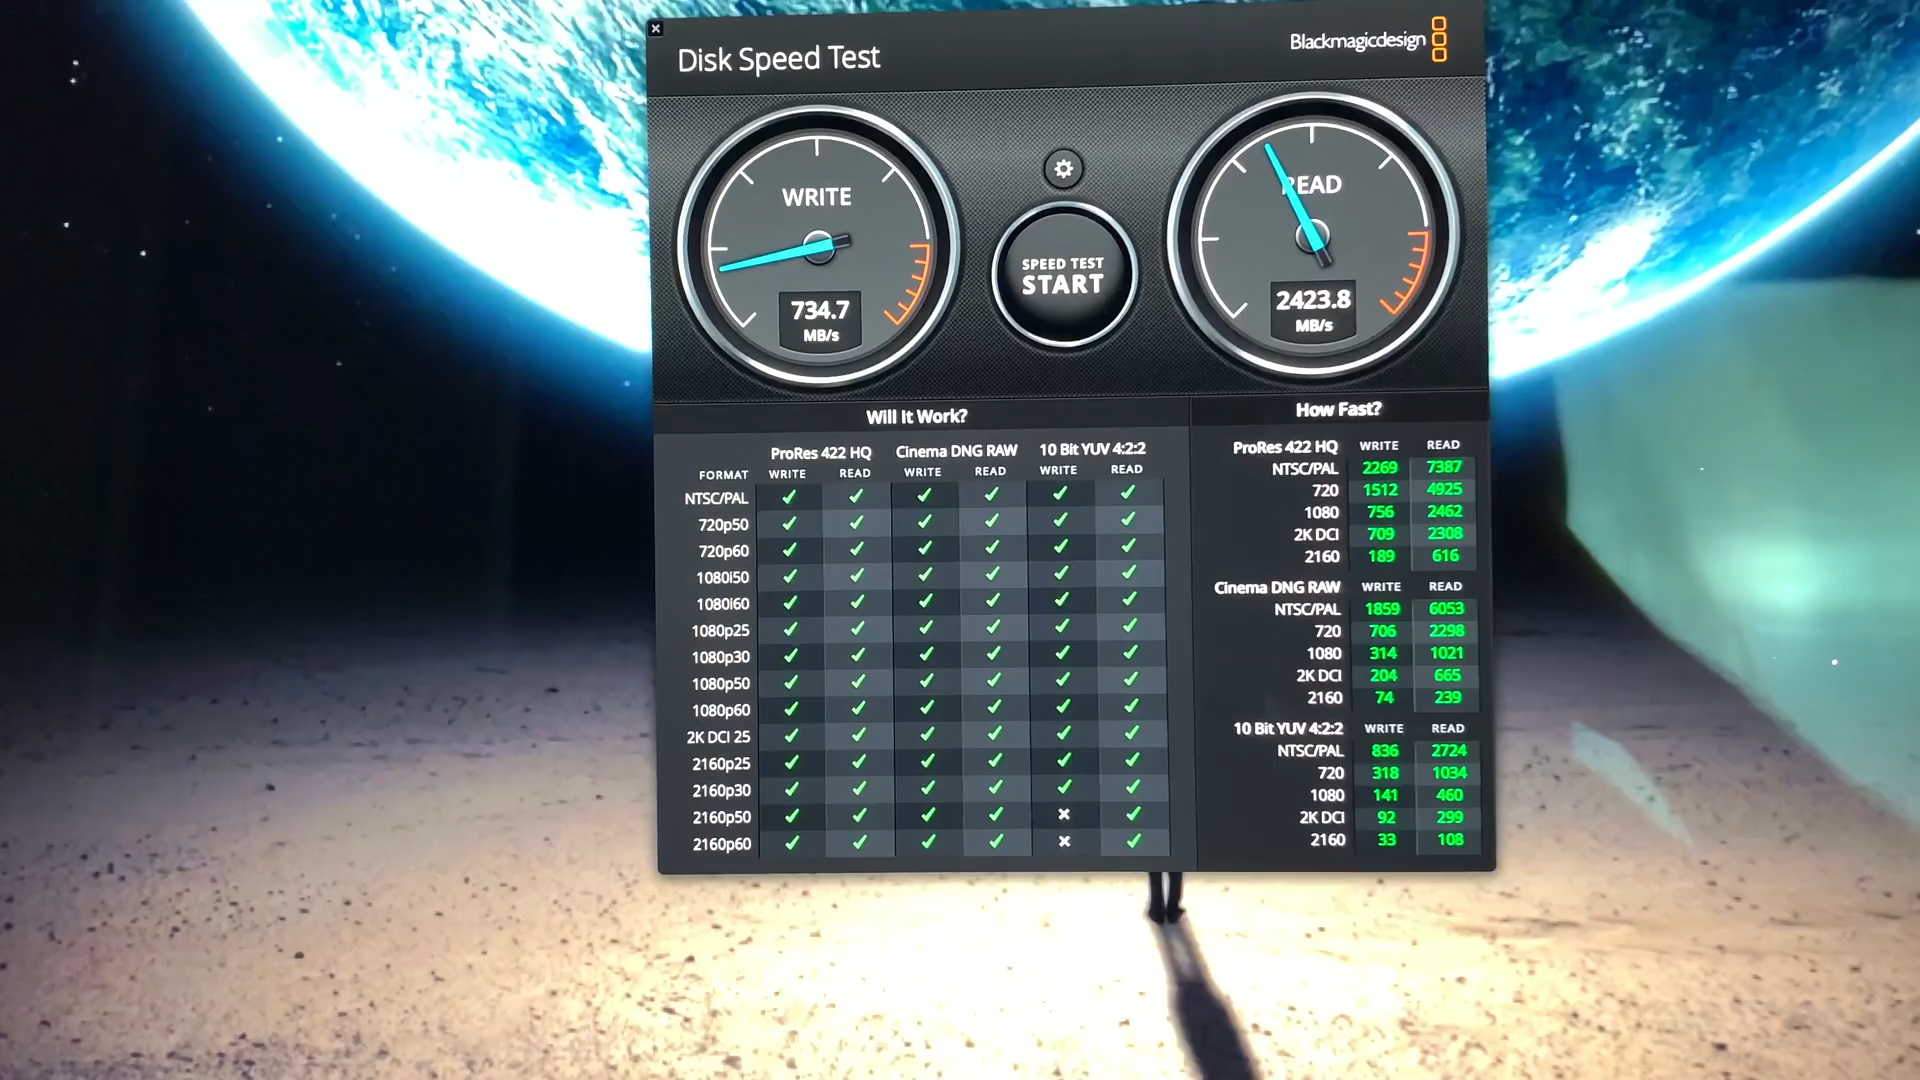 Disk Speed Test
Blackmagicdesign
WRITE
734.7
MB/s
SPEED TEST
START
READ
2423.8
MB/s
Will It Work?
ProRes 422 HQ Cinema DNG RAW 10 Bit YUV 4:2:2
FORMAT WRITE READ WRITE READ WRITE READ
NTSC/PAL ✓ ✓ ✓ ✓ ✓ ✓
720p50 ✓ ✓ ✓ ✓ ✓ ✓
720p60 ✓ ✓ ✓ ✓ ✓ ✓
1080i50 ✓ ✓ ✓ ✓ ✓ ✓
1080i60 ✓ ✓ ✓ ✓ ✓ ✓
1080p25 ✓ ✓ ✓ ✓ ✓ ✓
1080p30 ✓ ✓ ✓ ✓ ✓ ✓
1080p50 ✓ ✓ ✓ ✓ ✓ ✓
1080p60 ✓ ✓ ✓ ✓ ✓ ✓
2K DCI 25 ✓ ✓ ✓ ✓ ✓ ✓
2160p25 ✓ ✓ ✓ ✓ ✓ ✓
2160p30 ✓ ✓ ✓ ✓ ✓ ✓
2160p50 ✓ ✓ ✓ ✓ ✕ ✓
2160p60 ✓ ✓ ✓ ✓ ✕ ✓
How Fast?
ProRes 422 HQ WRITE READ
NTSC/PAL 2269 7387
720 1512 4925
1080 756 2462
2K DCI 709 2308
2160 189 616
Cinema DNG RAW WRITE READ
NTSC/PAL 1859 6053
720 706 2298
1080 314 1021
2K DCI 204 665
2160 74 239
10 Bit YUV 4:2:2 WRITE READ
NTSC/PAL 836 2724
720 318 1034
1080 141 460
2K DCI 92 299
2160 33 108